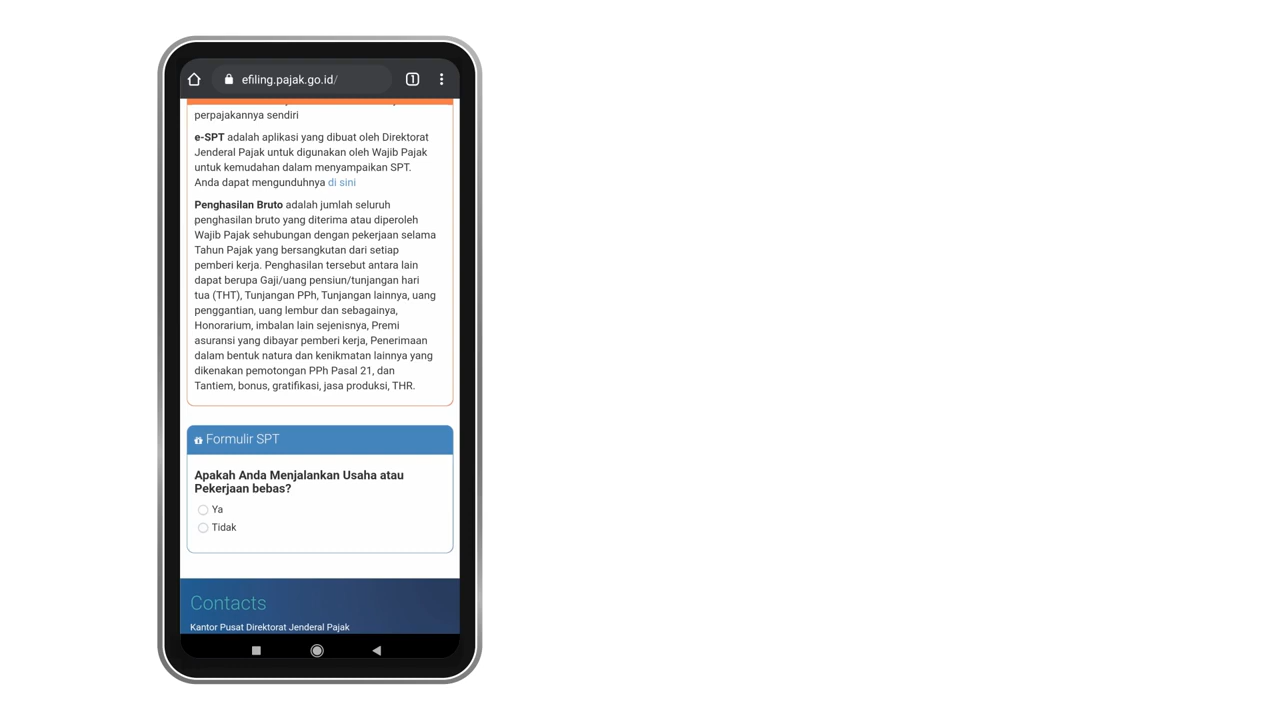 efiling.pajak.go.id/
1
perpajakannya sendiri
e-SPT adalah aplikasi yang dibuat oleh Direktorat
Jenderal Pajak untuk digunakan oleh Wajib Pajak
untuk kemudahan dalam menyampaikan SPT.
Anda dapat mengunduhnya di sini
Penghasilan Bruto adalah jumlah seluruh
penghasilan bruto yang diterima atau diperoleh
Wajib Pajak sehubungan dengan pekerjaan selama
Tahun Pajak yang bersangkutan dari setiap
pemberi kerja. Penghasilan tersebut antara lain
dapat berupa Gaji/uang pensiun/tunjangan hari
tua (THT), Tunjangan PPh, Tunjangan lainnya, uang
penggantian, uang lembur dan sebagainya,
Honorarium, imbalan lain sejenisnya, Premi
asuransi yang dibayar pemberi kerja, Penerimaan
dalam bentuk natura dan kenikmatan lainnya yang
dikenakan pemotongan PPh Pasal 21, dan
Tantiem, bonus, gratifikasi, jasa produksi, THR.
Formulir SPT
Apakah Anda Menjalankan Usaha atau
Pekerjaan bebas?
Ya
Tidak
Contacts
Kantor Pusat Direktorat Jenderal Pajak